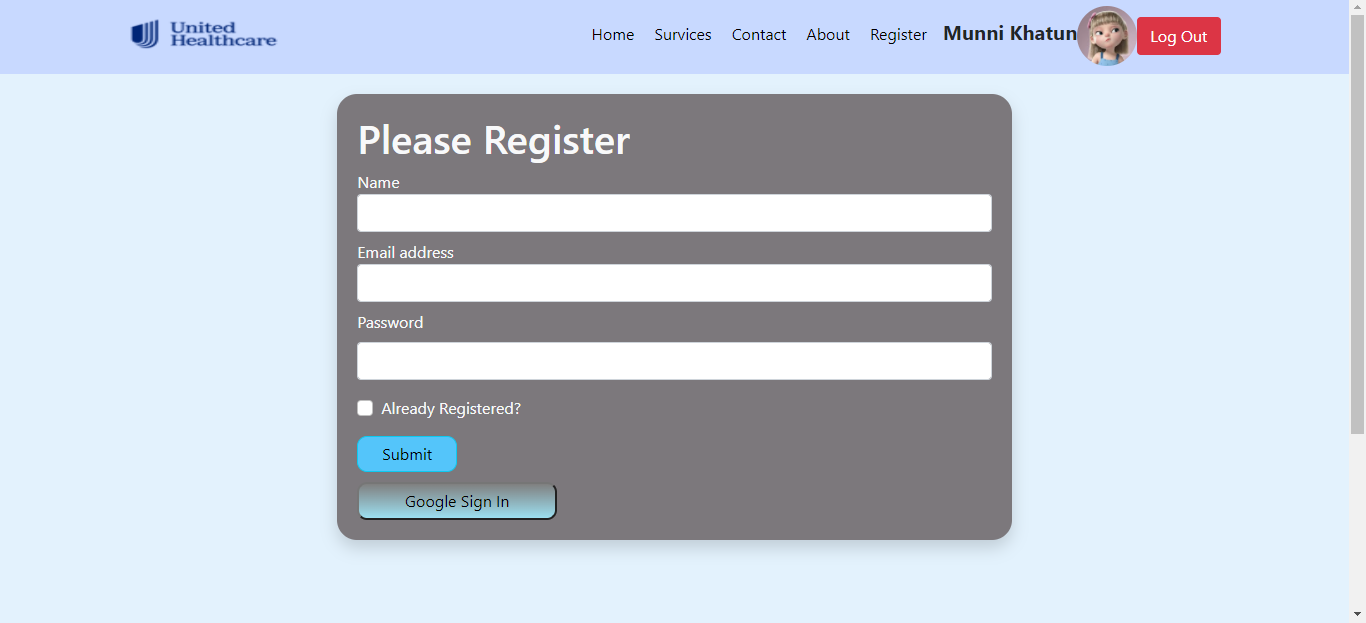 United
Healthcare
Home Survices Contact About Register Munni Khatun Log Out
Please Register
Name
Email address
Password
Already Registered?
Submit
Google Sign In